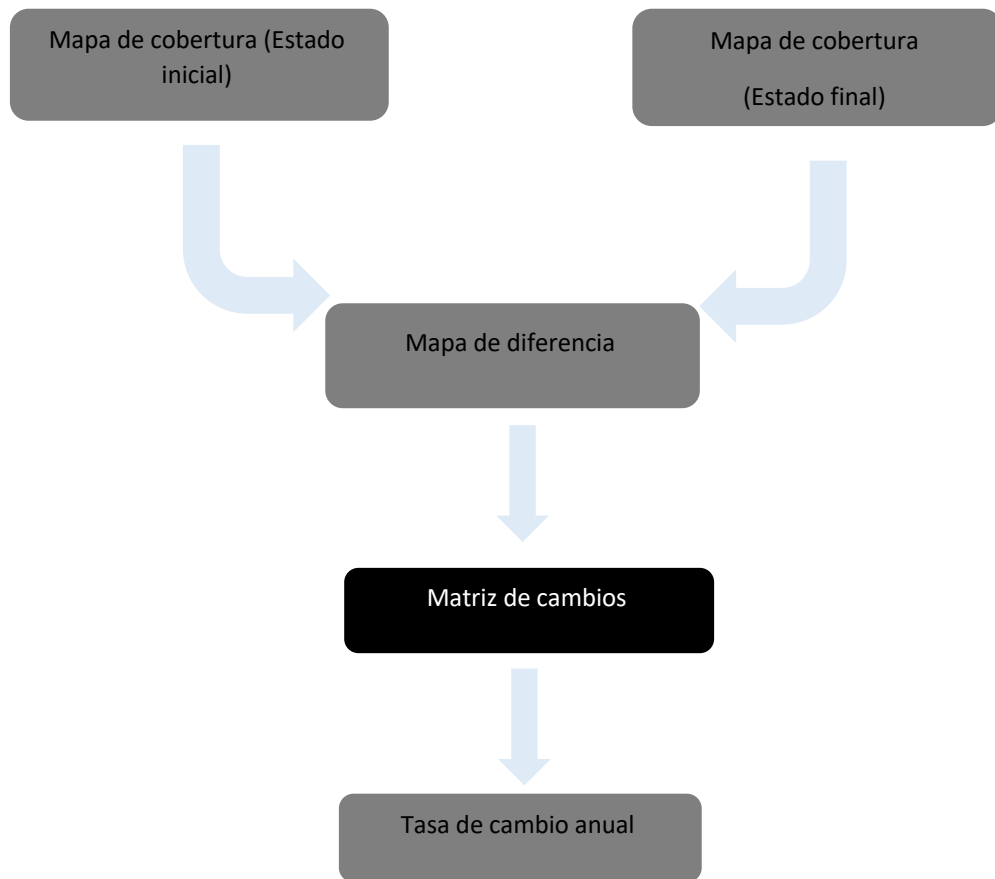 Mapa de cobertura (Estado
inicial)
Mapa de cobertura
(Estado final)
Mapa de diferencia
Matriz de cambios
Tasa de cambio anual